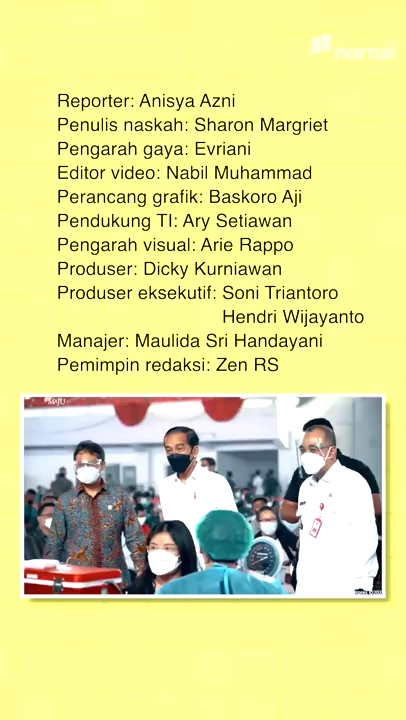 narasi
Reporter: Anisya Azni
Penulis naskah: Sharon Margriet
Pengarah gaya: Evriani
Editor video: Nabil Muhammad
Perancang grafik: Baskoro Aji
Pendukung TI: Ary Setiawan
Pengarah visual: Arie Rappo
Produser: Dicky Kurniawan
Produser eksekutif: Soni Triantoro
Hendri Wijayanto
Manajer: Maulida Sri Handayani
Pemimpin redaksi: Zen RS